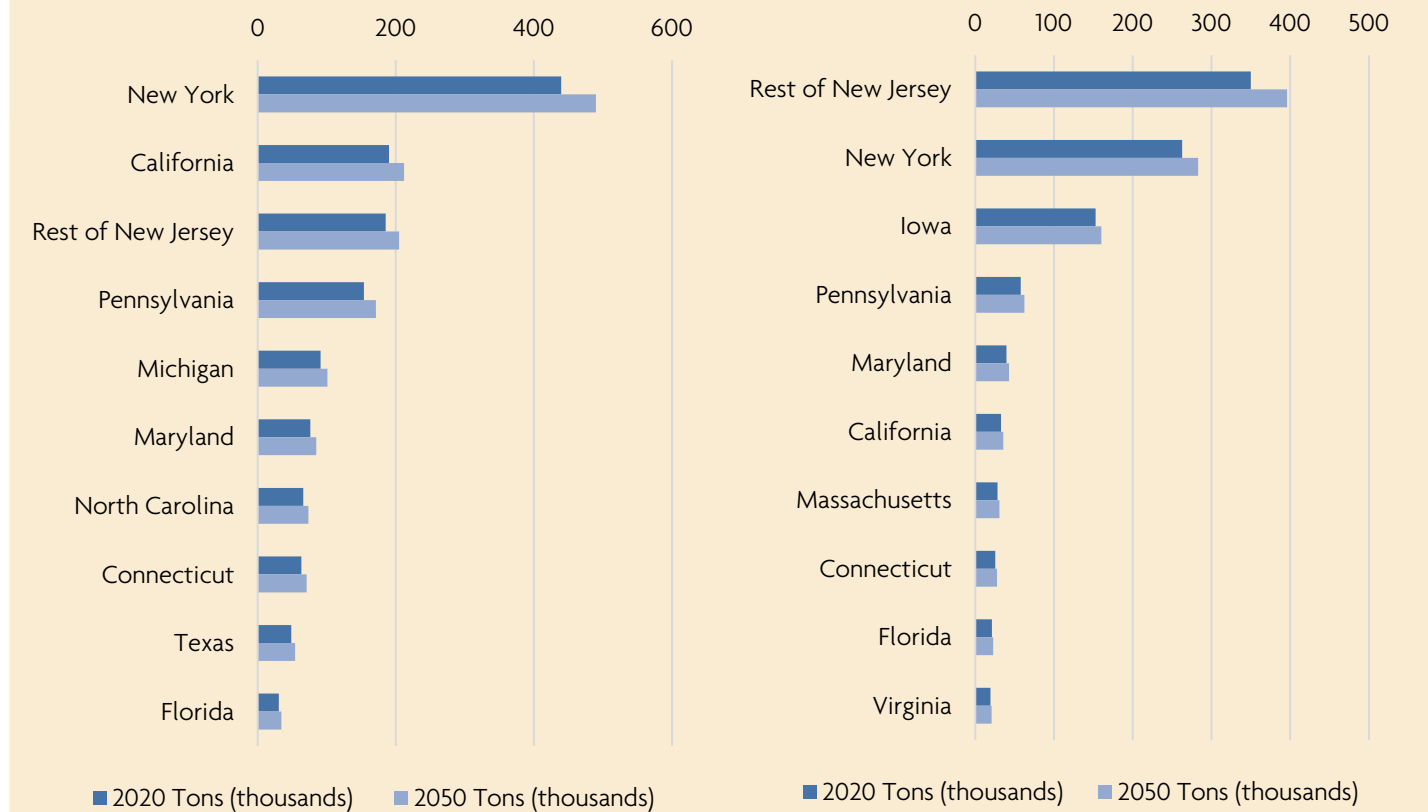 0 200 400 600
New York
California
Rest of New Jersey
Pennsylvania
Michigan
Maryland
North Carolina
Connecticut
Texas
Florida
2020 Tons (thousands) 2050 Tons (thousands)
0 100 200 300 400 500
Rest of New Jersey
New York
Iowa
Pennsylvania
Maryland
California
Massachusetts
Connecticut
Florida
Virginia
2020 Tons (thousands) 2050 Tons (thousands)